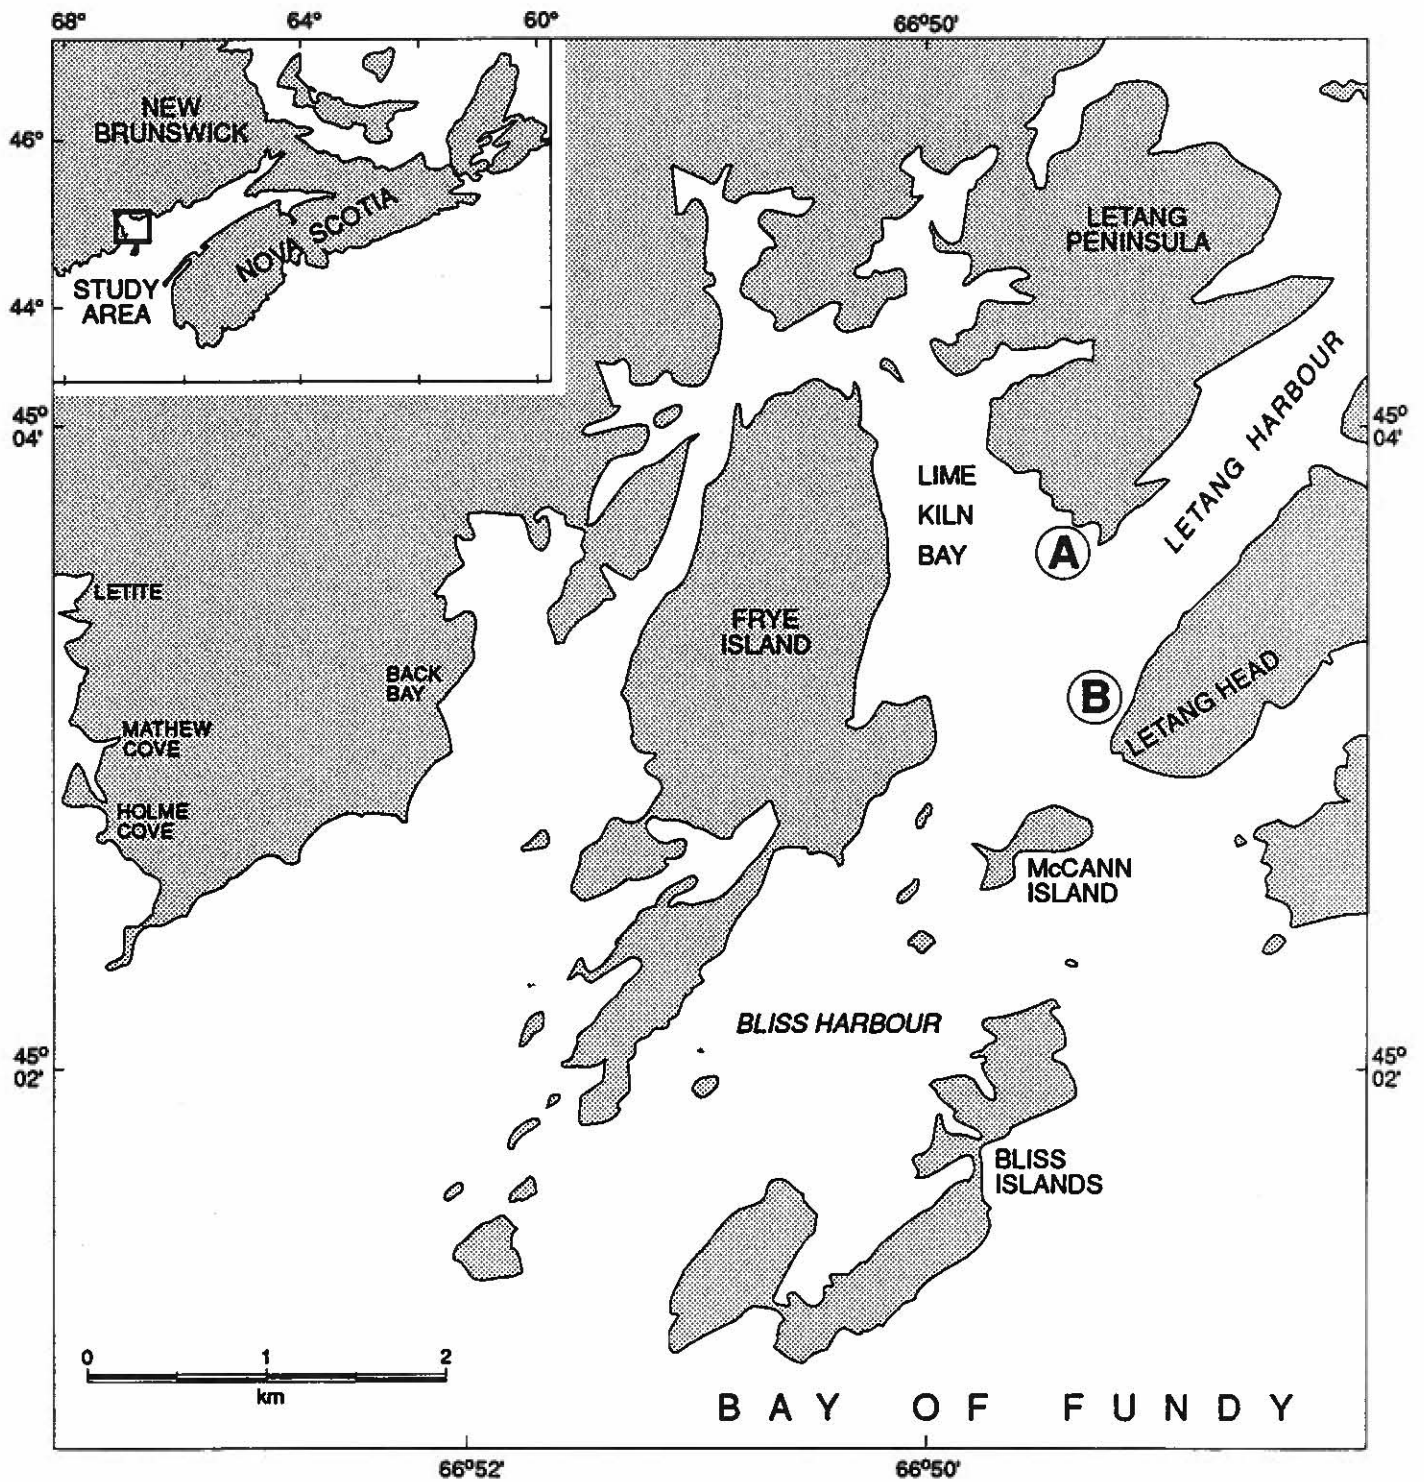 68°
64°
60°
66°50'
46°
44°
NEW
BRUNSWICK
NOVA SCOTIA
STUDY
AREA
LETANG
PENINSULA
LETANG HARBOUR
45°
04'
45°
04'
LIME
KILN
BAY
A
LETITE
FRYE
ISLAND
BACK
BAY
B
LETANG HEAD
MATHEW
COVE
HOLME
COVE
McCANN
ISLAND
BLISS HARBOUR
45°
02'
45°
02'
BLISS
ISLANDS
0
1
2
km
BAY OF FUNDY
66°52'
66°50'